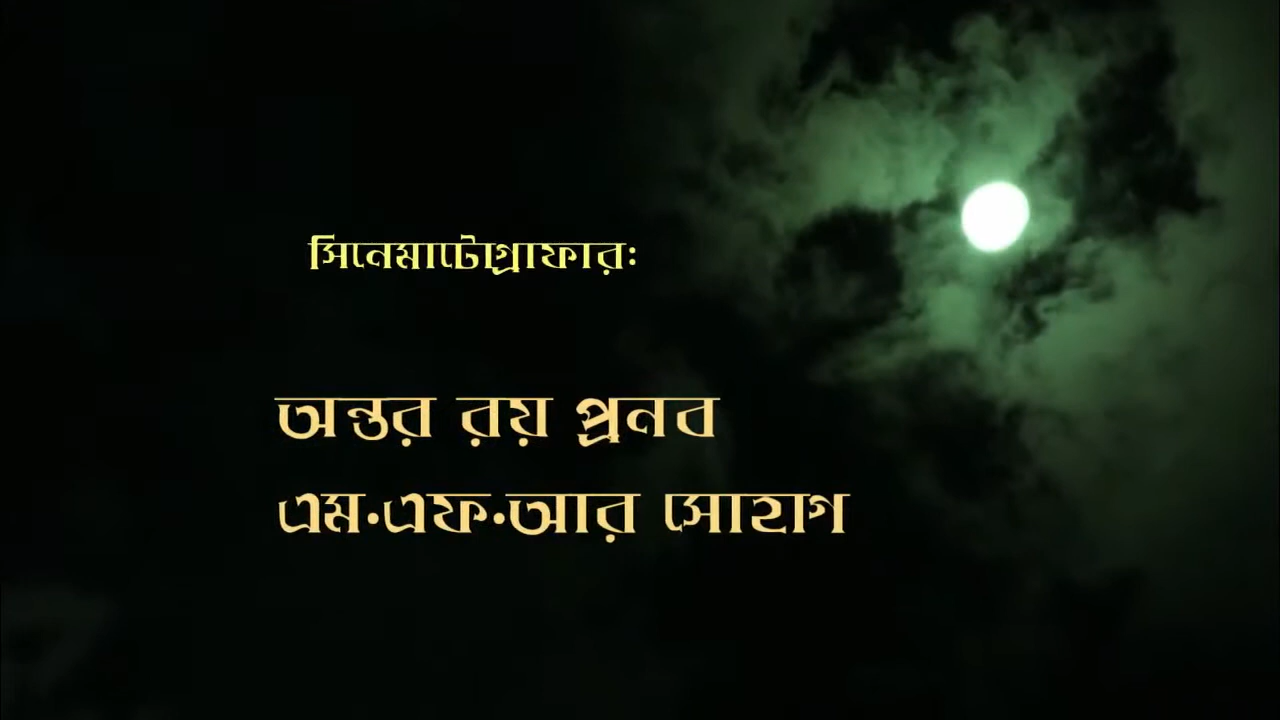 সিনেমাটোগ্রাফারঃ
অন্তর রয় প্রনব
এম.এফ.আর সোহাগ